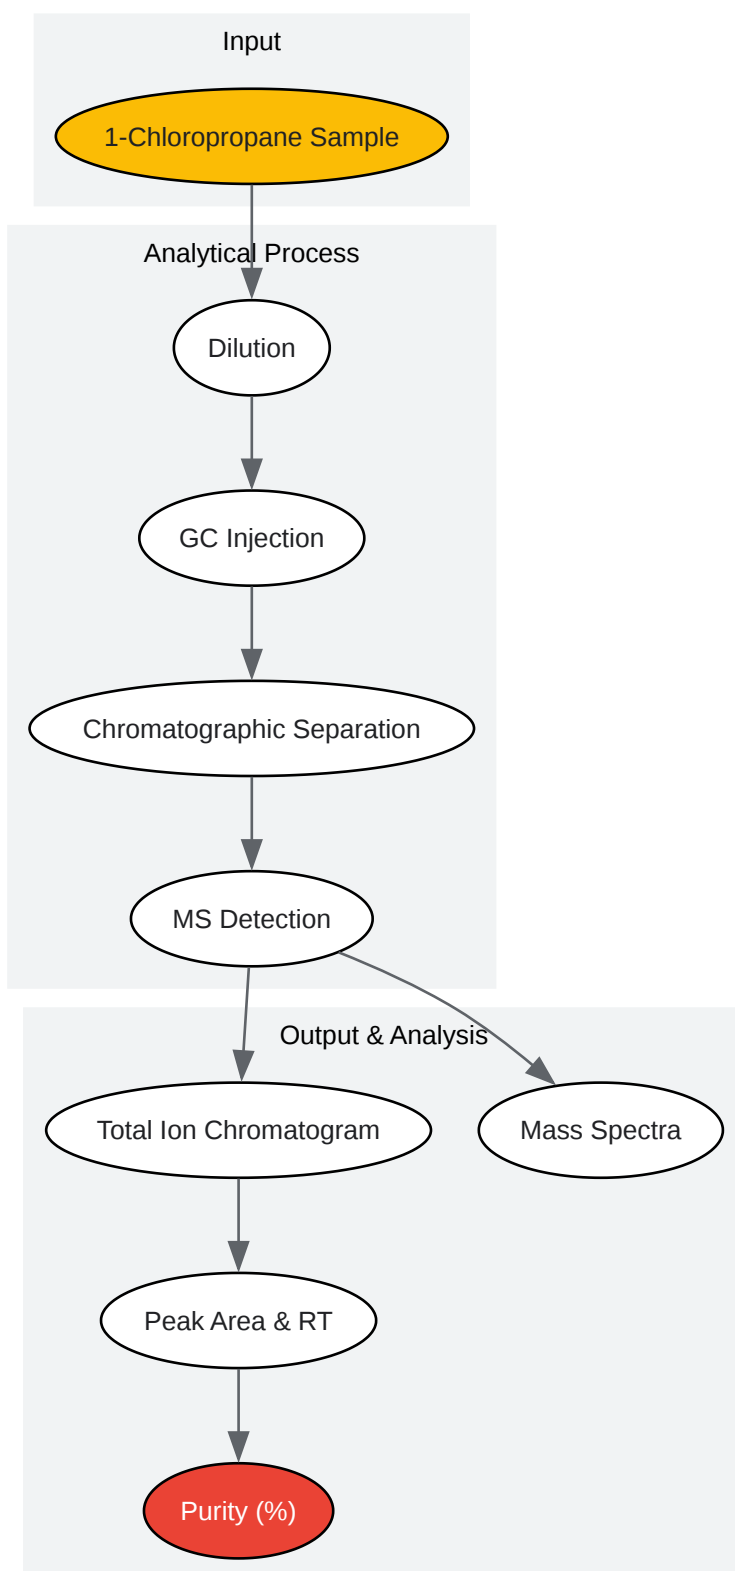 Input
1-Chloropropane Sample
Analytical Process
Dilution
GC Injection
Chromatographic Separation
MS Detection
Output & Analysis
Total Ion Chromatogram
Mass Spectra
Peak Area & RT
Purity (%)